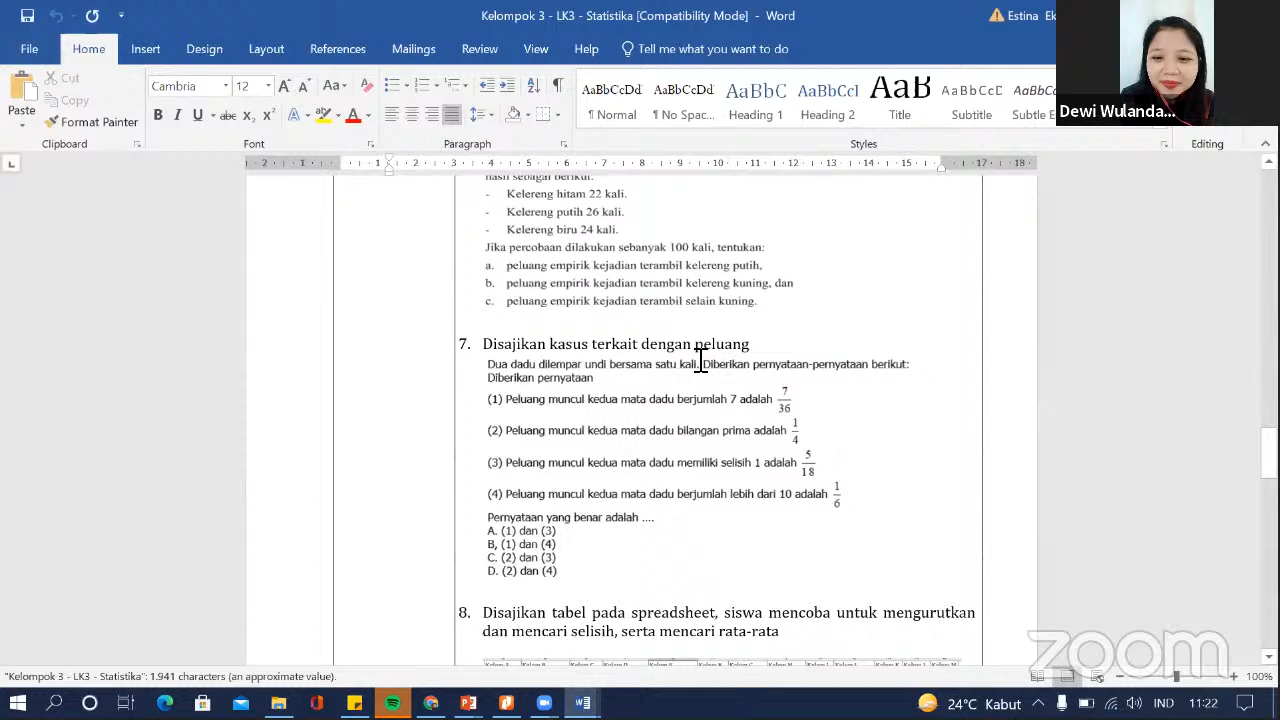 Kelompok 3 - LK3 - Statistika [Compatibility Mode] - Word
Estina Ek
File Home Insert Design Layout References Mailings Review View Help Tell me what you want to do
Dewi Wulanda...
Paste
Cut
Copy
Format Painter
Cambria 12
Clipboard Font Paragraph Styles Editing
AaBbCcDd AaBbCcDd AaBbC AaBbCcI AaB AaBbCcD AaBbCc
¶ Normal ¶ No Spac... Heading 1 Heading 2 Title Subtitle Subtle E
hasil sebagai berikut.
- Kelereng hitam 22 kali.
- Kelereng putih 26 kali.
- Kelereng biru 24 kali.
Jika percobaan dilakukan sebanyak 100 kali, tentukan:
a. peluang empirik kejadian terambil kelereng putih,
b. peluang empirik kejadian terambil kelereng kuning, dan
c. peluang empirik kejadian terambil selain kuning.
7. Disajikan kasus terkait dengan peluang
Dua dadu dilempar undi bersama satu kali. Diberikan pernyataan-pernyataan berikut:
Diberikan pernyataan
(1) Peluang muncul kedua mata dadu berjumlah 7 adalah 7/36
(2) Peluang muncul kedua mata dadu bilangan prima adalah 1/4
(3) Peluang muncul kedua mata dadu memiliki selisih 1 adalah 5/18
(4) Peluang muncul kedua mata dadu berjumlah lebih dari 10 adalah 1/6
Pernyataan yang benar adalah ....
A. (1) dan (3)
B, (1) dan (4)
C. (2) dan (3)
D. (2) dan (4)
8. Disajikan tabel pada spreadsheet, siswa mencoba untuk mengurutkan
dan mencari selisih, serta mencari rata-rata
zoom
"Kelompok 3 - LK3 - Statistika": 7,941 characters (an approximate value).
100%
24°C Kabut IND 11:22